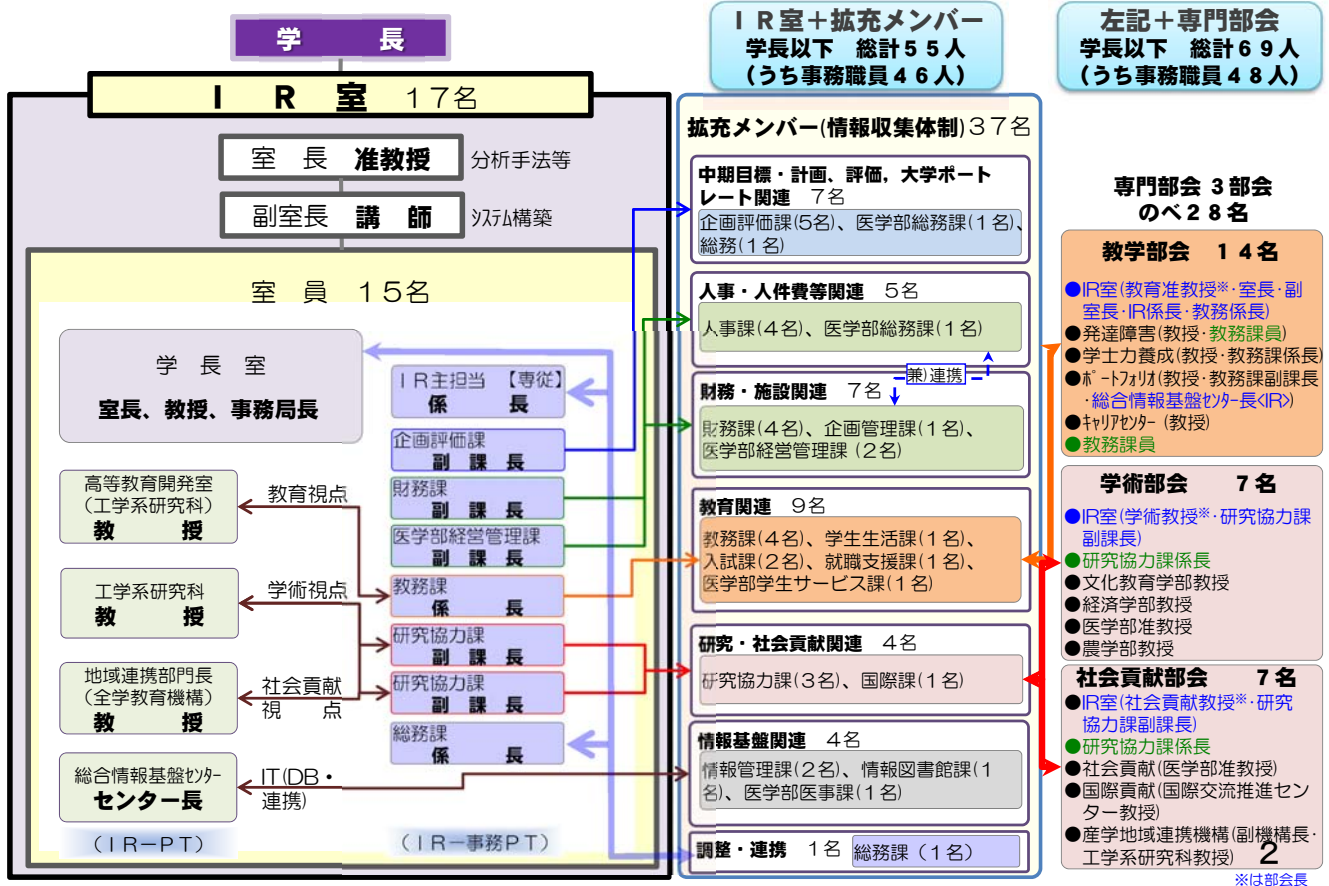 学　長
ＩＲ室　１７名
室　長　准教授　分析手法等
副室長　講　師　ｼｽﾃﾑ構築
室　員　１５名
学　長　室
室長、教授、事務局長
高等教育開発室
（工学系研究科）
教　授
工学系研究科
教　授
地域連携部門長
（全学教育機構）
教　授
総合情報基盤ｾﾝﾀｰ
センター長
（ＩＲ－ＰＴ）
教育視点
学術視点
社会貢献
視　点
IT(DB・
連携)
ＩＲ主担当　【専従】
係　長
企画評価課
副　課　長
財務課
副　課　長
医学部経営管理課
副　課　長
教務課
係　長
研究協力課
副　課　長
研究協力課
副　課　長
総務課
係　長
（ＩＲ－事務ＰＴ）
ＩＲ室＋拡充メンバー
学長以下　総計５５人
（うち事務職員４６人）
拡充メンバー(情報収集体制)３７名
中期目標・計画、評価，大学ポート
レート関連　７名
企画評価課(５名)、医学部総務課(１名)、
総務(１名)
人事・人件費等関連　５名
人事課(４名)、医学部総務課(１名)
兼)連携
財務・施設関連　７名
財務課(４名)、企画管理課(１名)、
医学部経営管理課(２名)
教育関連　９名
教務課(４名)、学生生活課(１名)、
入試課(２名)、就職支援課(１名)、
医学部学生サービス課(１名)
研究・社会貢献関連　４名
研究協力課(３名)、国際課(１名)
情報基盤関連　４名
情報管理課(２名)、情報図書館課(１
名)、医学部医事課(１名)
調整・連携　１名　総務課（１名）
左記＋専門部会
学長以下　総計６９人
（うち事務職員４８人）
専門部会３部会
のべ２８名
教学部会　１４名
●IR室(教育准教授※・室長・副
室長・IR係長・教務係長)
●発達障害(教授・教務課員)
●学士力養成(教授・教務課係長)
●ﾎﾟｰﾄﾌｫﾘｵ(教授・教務課副課長
・総合情報基盤ｾﾝﾀｰ長<IR>)
●ｷｬﾘｱｾﾝﾀｰ(教授)
●教務課員
学術部会　７名
●IR室(学術教授※・研究協力課
副課長)
●研究協力課係長
●文化教育学部教授
●経済学部教授
●医学部准教授
●農学部教授
社会貢献部会　７名
●IR室(社会貢献教授※・研究
協力課副課長)
●研究協力課係長
●社会貢献(医学部准教授)
●国際貢献(国際交流推進セン
ター教授)
●産学地域連携機構(副機構長・
工学系研究科教授)
2
※は部会長